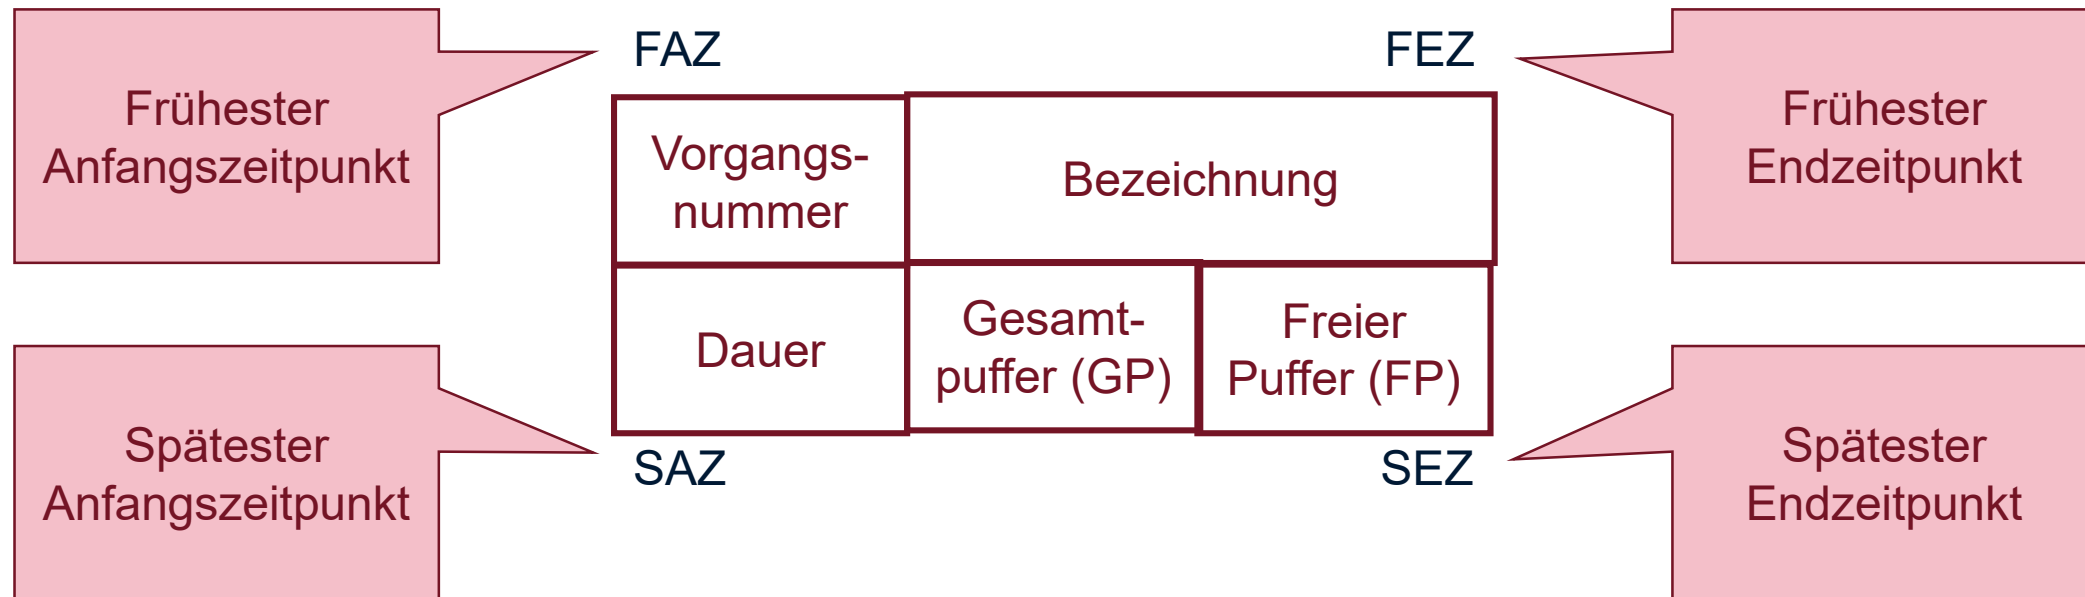 Frühester
Anfangszeitpunkt
FAZ
FEZ
Frühester
Endzeitpunkt
Vorgangs-
nummer
Bezeichnung
Dauer
Gesamt-
puffer (GP)
Freier
Puffer (FP)
Spätester
Anfangszeitpunkt
SAZ
SEZ
Spätester
Endzeitpunkt